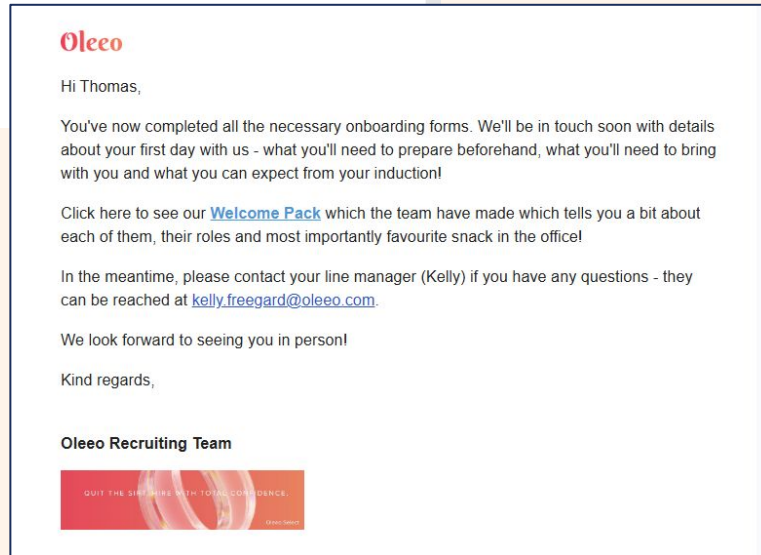 Oleeo
Hi Thomas,
You've now completed all the necessary onboarding forms. We'll be in touch soon with details
about your first day with us - what you'll need to prepare beforehand, what you'll need to bring
with you and what you can expect from your induction!
Click here to see our Welcome Pack which the team have made which tells you a bit about
each of them, their roles and most importantly favourite snack in the office!
In the meantime, please contact your line manager (Kelly) if you have any questions - they
can be reached at kelly.freegard@oleeo.com.
We look forward to seeing you in person!
Kind regards,
Oleeo Recruiting Team
QUIT THE SIFT. HIRE WITH TOTAL CONFIDENCE.
Oleeo Select